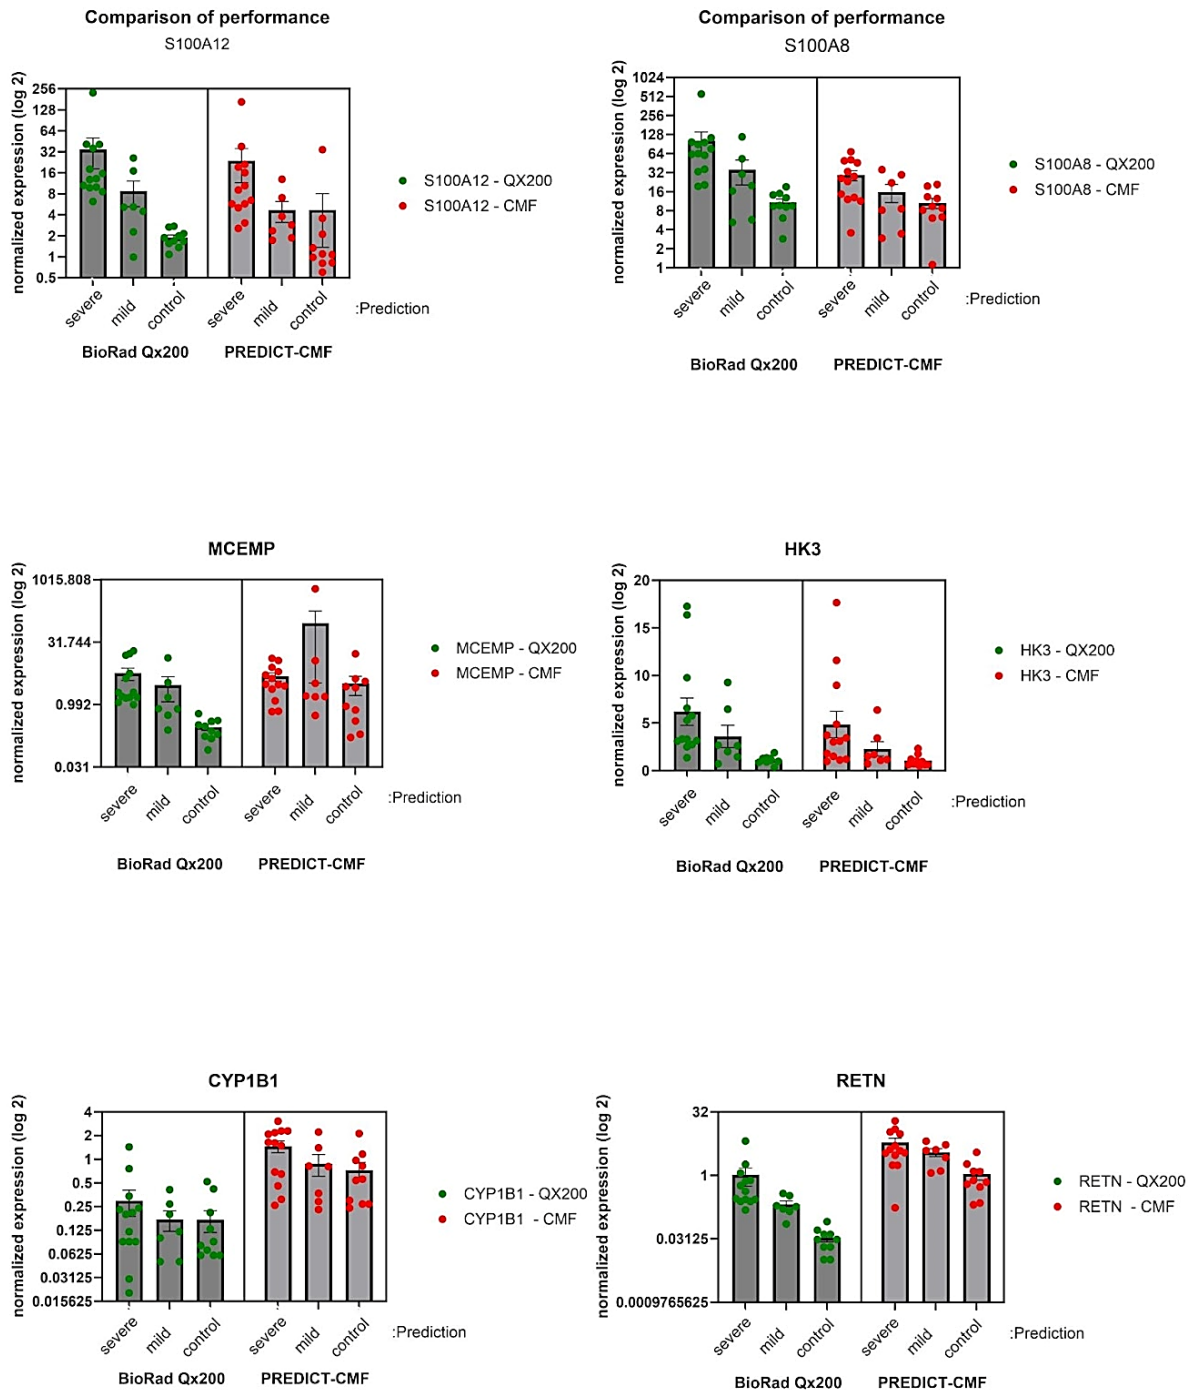 Comparison of performance
S100A12
normalized expression (log 2)
256
128
64
32
16
8
4
2
1
0.5
severe
mild
control
severe
mild
control
:Prediction
BioRad Qx200
PREDICT-CMF
S100A12 - QX200
S100A12 - CMF
Comparison of performance
S100A8
normalized expression (log 2)
1024
512
256
128
64
32
16
8
4
2
1
severe
mild
control
severe
mild
control
:Prediction
BioRad Qx200
PREDICT-CMF
S100A8 - QX200
S100A8 - CMF
MCEMP
normalized expression (log 2)
1015.808
31.744
0.992
0.031
severe
mild
control
severe
mild
control
:Prediction
BioRad Qx200
PREDICT-CMF
MCEMP - QX200
MCEMP - CMF
HK3
normalized expression (log 2)
20
15
10
5
0
severe
mild
control
severe
mild
control
:Prediction
BioRad Qx200
PREDICT-CMF
HK3 - QX200
HK3 - CMF
CYP1B1
normalized expression (log 2)
4
2
1
0.5
0.25
0.125
0.0625
0.03125
0.015625
severe
mild
control
severe
mild
control
:Prediction
BioRad Qx200
PREDICT-CMF
CYP1B1 - QX200
CYP1B1 - CMF
RETN
normalized expression (log 2)
32
1
0.03125
0.0009765625
severe
mild
control
severe
mild
control
:Prediction
BioRad Qx200
PREDICT-CMF
RETN - QX200
RETN - CMF